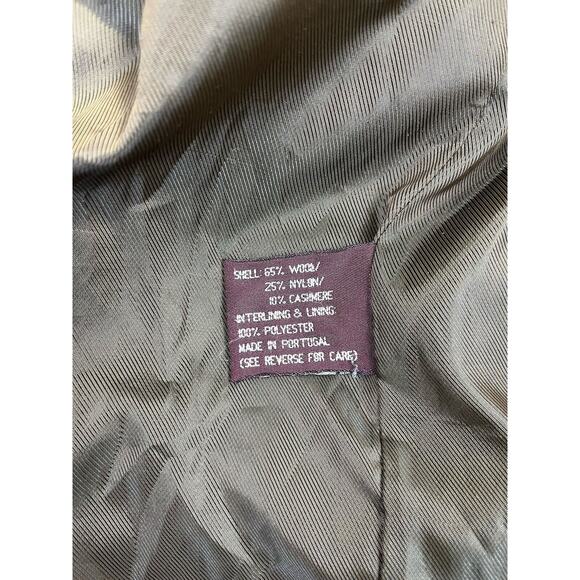 SHELL: 65% WOOL/
25% NYLON/
10% CASHMERE
INTERLINING & LINING:
100% POLYESTER
MADE IN PORTUGAL
(SEE REVERSE FOR CARE)